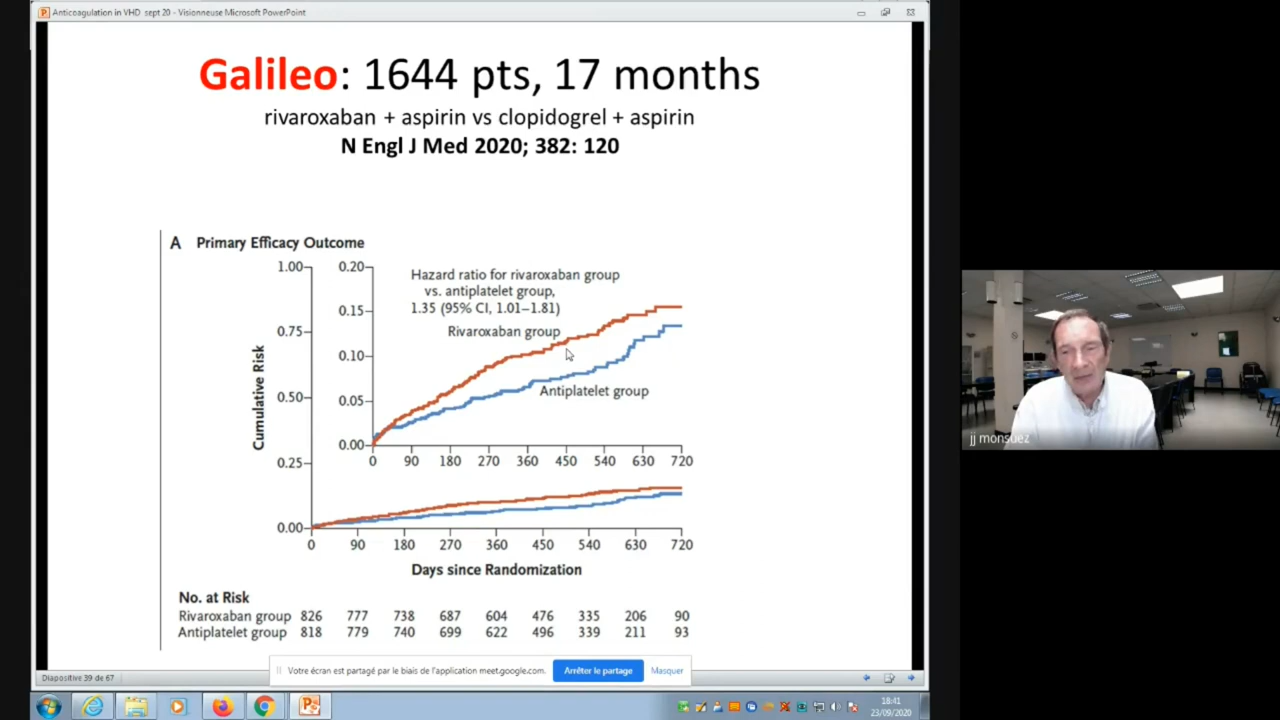 Anticoagulation in VHD sept 20 - Visionneuse Microsoft PowerPoint
Galileo: 1644 pts, 17 months
rivaroxaban + aspirin vs clopidogrel + aspirin
N Engl J Med 2020; 382: 120
A Primary Efficacy Outcome
1.00
0.75
0.50
0.25
0.00
Cumulative Risk
0.20
0.15
0.10
0.05
0.00
Hazard ratio for rivaroxaban group
vs. antiplatelet group,
1.35 (95% CI, 1.01–1.81)
Rivaroxaban group
Antiplatelet group
0 90 180 270 360 450 540 630 720
0 90 180 270 360 450 540 630 720
Days since Randomization
No. at Risk
Rivaroxaban group 826 777 738 687 604 476 335 206 90
Antiplatelet group 818 779 740 699 622 496 339 211 93
jj monsuez
Votre écran est partagé par le biais de l'application meet.google.com. Arrêter le partage Masquer
Diapositive 39 de 67
18:41
23/09/2020